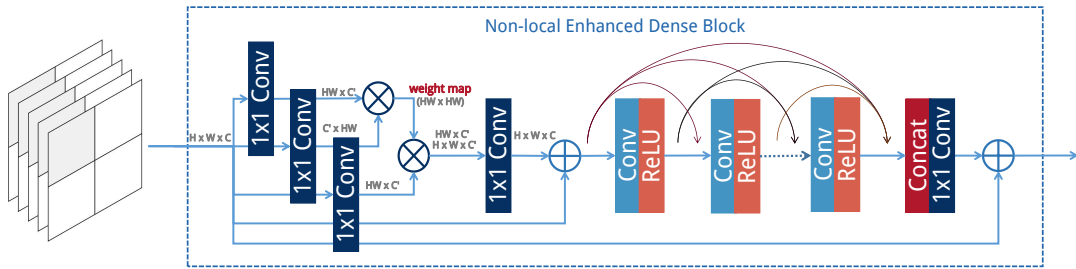 Non-local Enhanced Dense Block
H x W x C
1x1 Conv
1x1 Conv
1x1 Conv
HW x C'
C' x HW
HW x C'
weight map
(HW x HW)
HW x C'
H x W x C'
1x1 Conv
H x W x C
Conv
ReLU
Conv
ReLU
Conv
ReLU
Concat
1x1 Conv